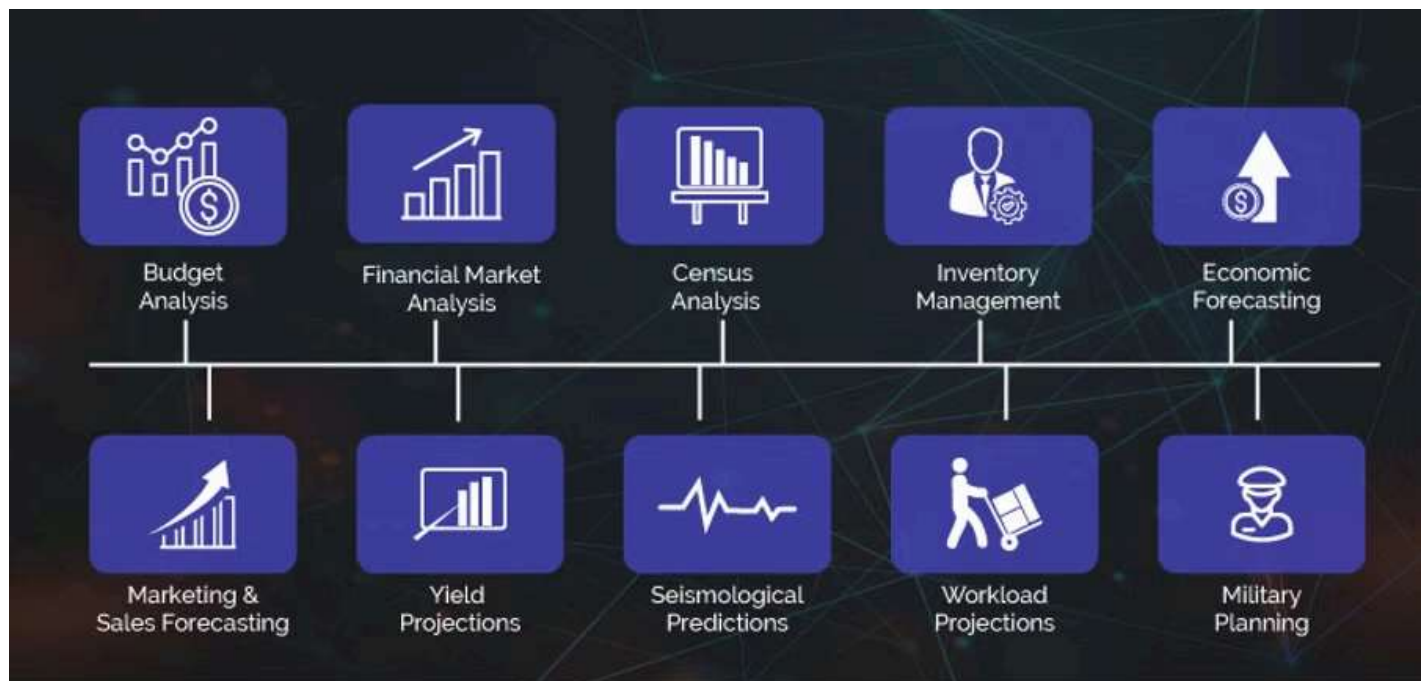 Budget
Analysis
Financial Market
Analysis
Census
Analysis
Inventory
Management
Economic
Forecasting
Marketing &
Sales Forecasting
Yield
Projections
Seismological
Predictions
Workload
Projections
Military
Planning